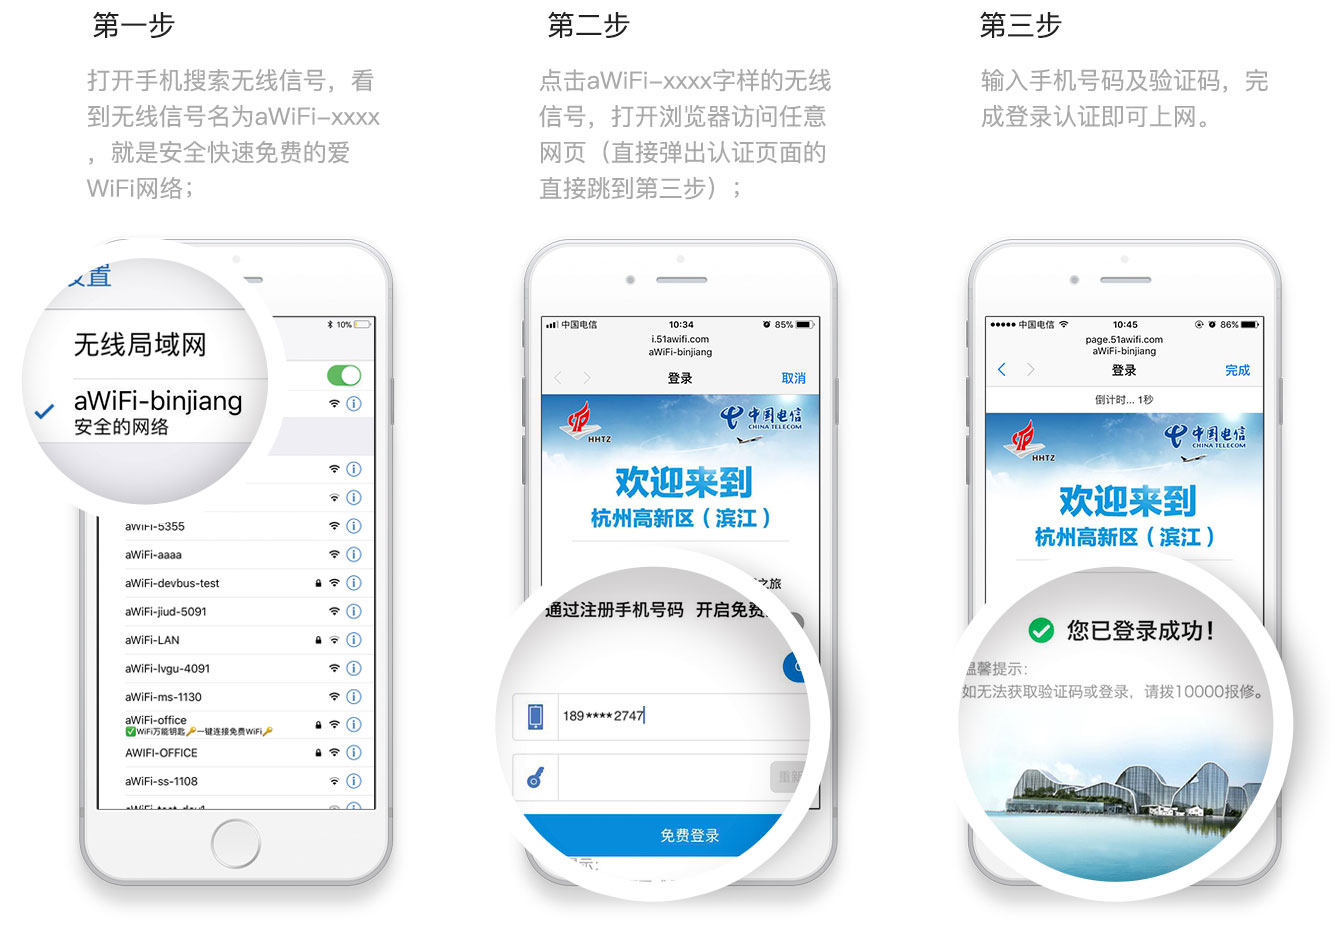 第一步
打开手机搜索无线信号，看
到无线信号名为aWiFi-xxxx
，就是安全快速免费的爱
WiFi网络；
第二步
点击aWiFi-xxxx字样的无线
信号，打开浏览器访问任意
网页（直接弹出认证页面的
直接跳到第三步）；
第三步
输入手机号码及验证码，完
成登录认证即可上网。
设置
10%
无线局域网
aWiFi-binjiang
安全的网络
aWiFi-5355
aWiFi-aaaa
aWiFi-devbus-test
aWiFi-jiud-5091
aWiFi-LAN
aWiFi-lvgu-4091
aWiFi-ms-1130
aWiFi-office
✅WiFi万能钥匙🔑一键连接免费WiFi🔑
AWIFI-OFFICE
aWiFi-ss-1108
aWiFi-test-dev1
中国电信 10:34 85%
i.51awifi.com
aWiFi-binjiang
登录 取消
HHTZ
中国电信
CHINA TELECOM
欢迎来到
杭州高新区（滨江）
之旅
通过注册手机号码 开启免费
189****2747
重新
免费登录
示：
中国电信 10:45 86%
page.51awifi.com
aWiFi-binjiang
登录 完成
倒计时... 1秒
HHTZ
中国电信
CHINA TELECOM
欢迎来到
杭州高新区（滨江）
您已登录成功！
温馨提示：
如无法获取验证码或登录，请拨10000报修。